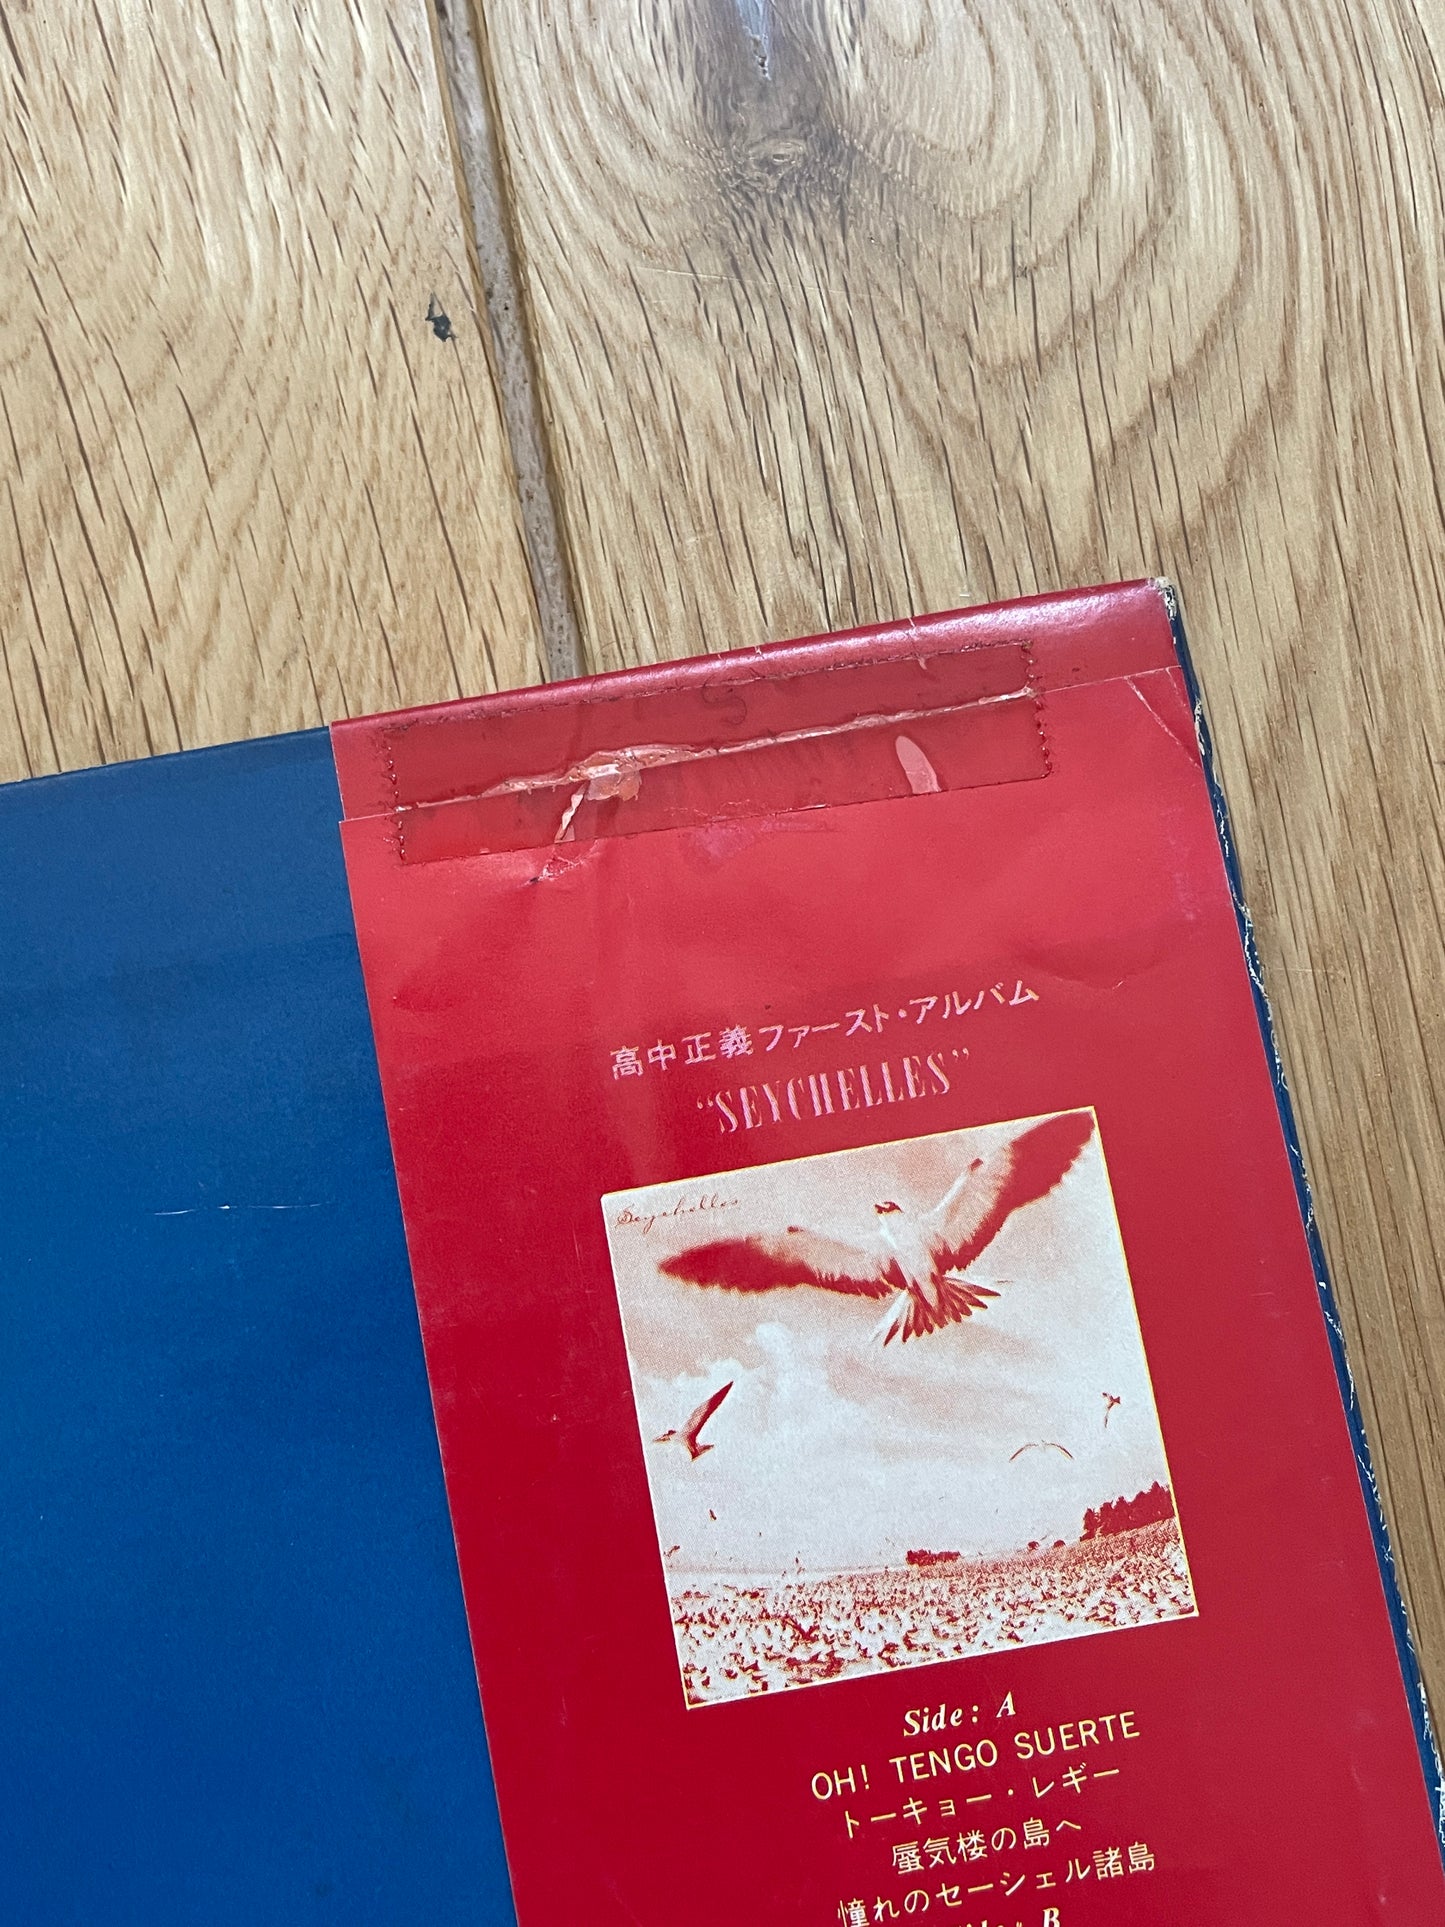 高中正義ファースト・アルバム
“SEYCHELLES”
Seychelles
Side: A
OH! TENGO SUERTE
トーキョー・レギー
蜃気楼の島へ
憧れのセーシェル諸島
Side: B